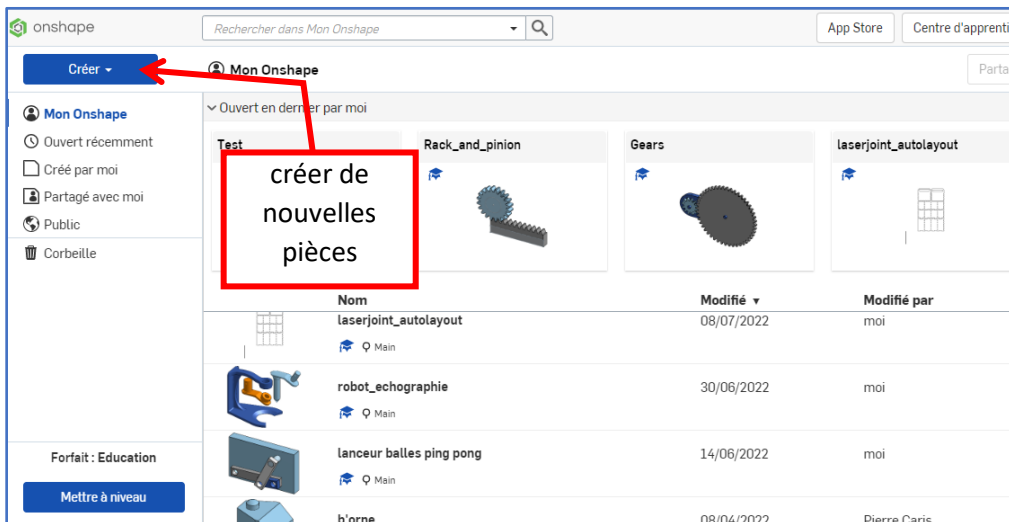 onshape
Rechercher dans Mon Onshape
App Store
Centre d'apprenti
Créer
Mon Onshape
Parta
Mon Onshape
Ouvert récemment
Créé par moi
Partagé avec moi
Public
Corbeille
Ouvert en dernier par moi
Test
Rack_and_pinion
Gears
laserjoint_autolayout
créer de
nouvelles
pièces
Nom
Modifié
Modifié par
laserjoint_autolayout
08/07/2022
moi
Main
robot_echographie
30/06/2022
moi
Main
lanceur balles ping pong
14/06/2022
moi
Main
h'orne
08/04/2022
Pierre Caris
Forfait : Education
Mettre à niveau